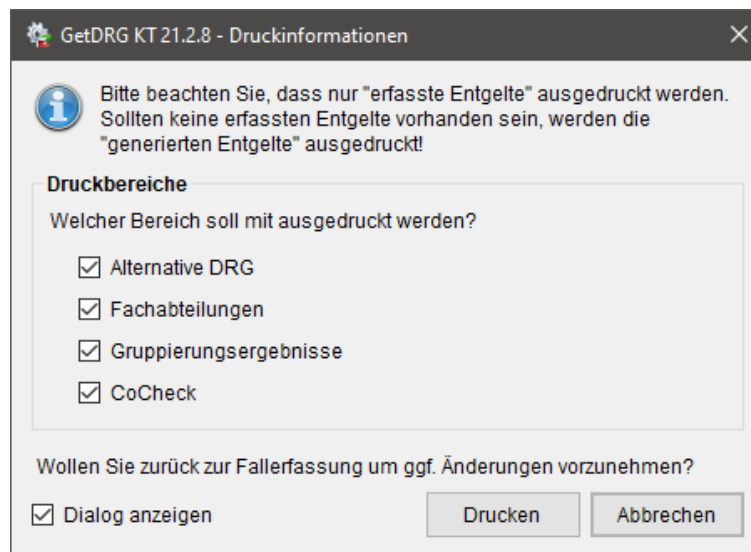 GetDRG KT 21.2.8 - Druckinformationen
Bitte beachten Sie, dass nur "erfasste Entgelte" ausgedruckt werden.
Sollten keine erfassten Entgelte vorhanden sein, werden die
"generierten Entgelte" ausgedruckt!
Druckbereiche
Welcher Bereich soll mit ausgedruckt werden?
Alternative DRG
Fachabteilungen
Gruppierungsergebnisse
CoCheck
Wollen Sie zurück zur Fallerfassung um ggf. Änderungen vorzunehmen?
Dialog anzeigen Drucken Abbrechen